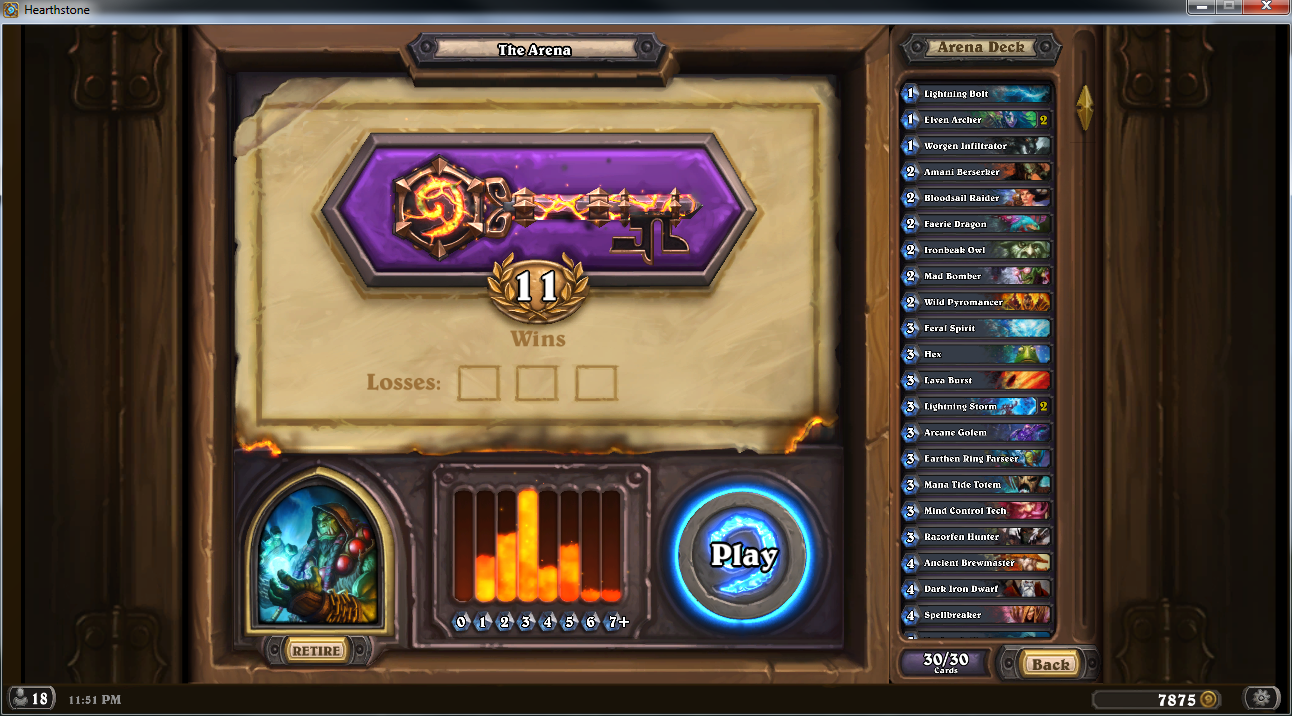 Hearthstone
The Arena
11
Wins
Losses:
RETIRE
0 1 2 3 4 5 6 7+
Play
Arena Deck
1 Lightning Bolt
1 Elven Archer 2
1 Worgen Infiltrator
2 Amani Berserker
2 Bloodsail Raider
2 Faerie Dragon
2 Ironbeak Owl
2 Mad Bomber
2 Wild Pyromancer
3 Feral Spirit
3 Hex
3 Lava Burst
3 Lightning Storm 2
3 Arcane Golem
3 Earthen Ring Farseer
3 Mana Tide Totem
3 Mind Control Tech
3 Razorfen Hunter
4 Ancient Brewmaster
4 Dark Iron Dwarf
4 Spellbreaker
30/30
Cards
Back
18 11:51 PM
7875